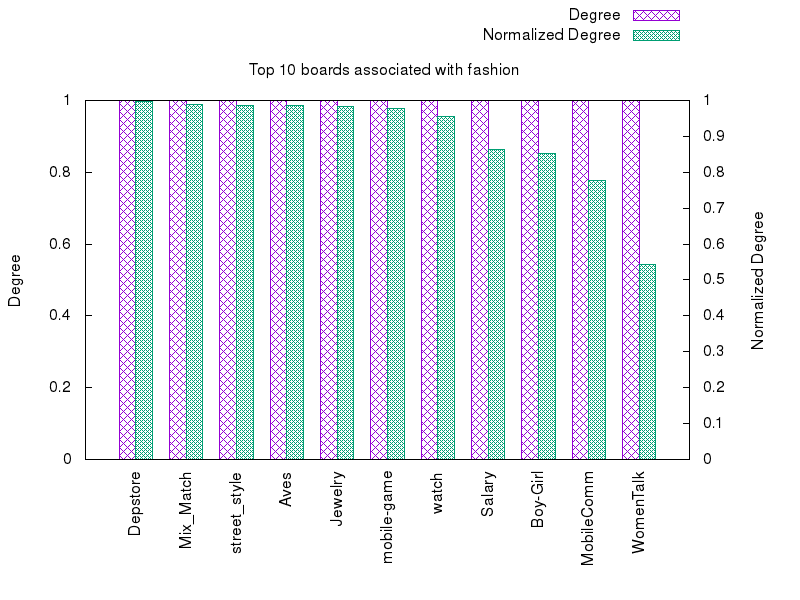 Degree
Normalized Degree
Top 10 boards associated with fashion
1
0.8
0.6
0.4
0.2
0
Degree
1
0.9
0.8
0.7
0.6
0.5
0.4
0.3
0.2
0.1
0
Normalized Degree
Depstore
Mix_Match
street_style
Aves
Jewelry
mobile-game
watch
Salary
Boy-Girl
MobileComm
WomenTalk